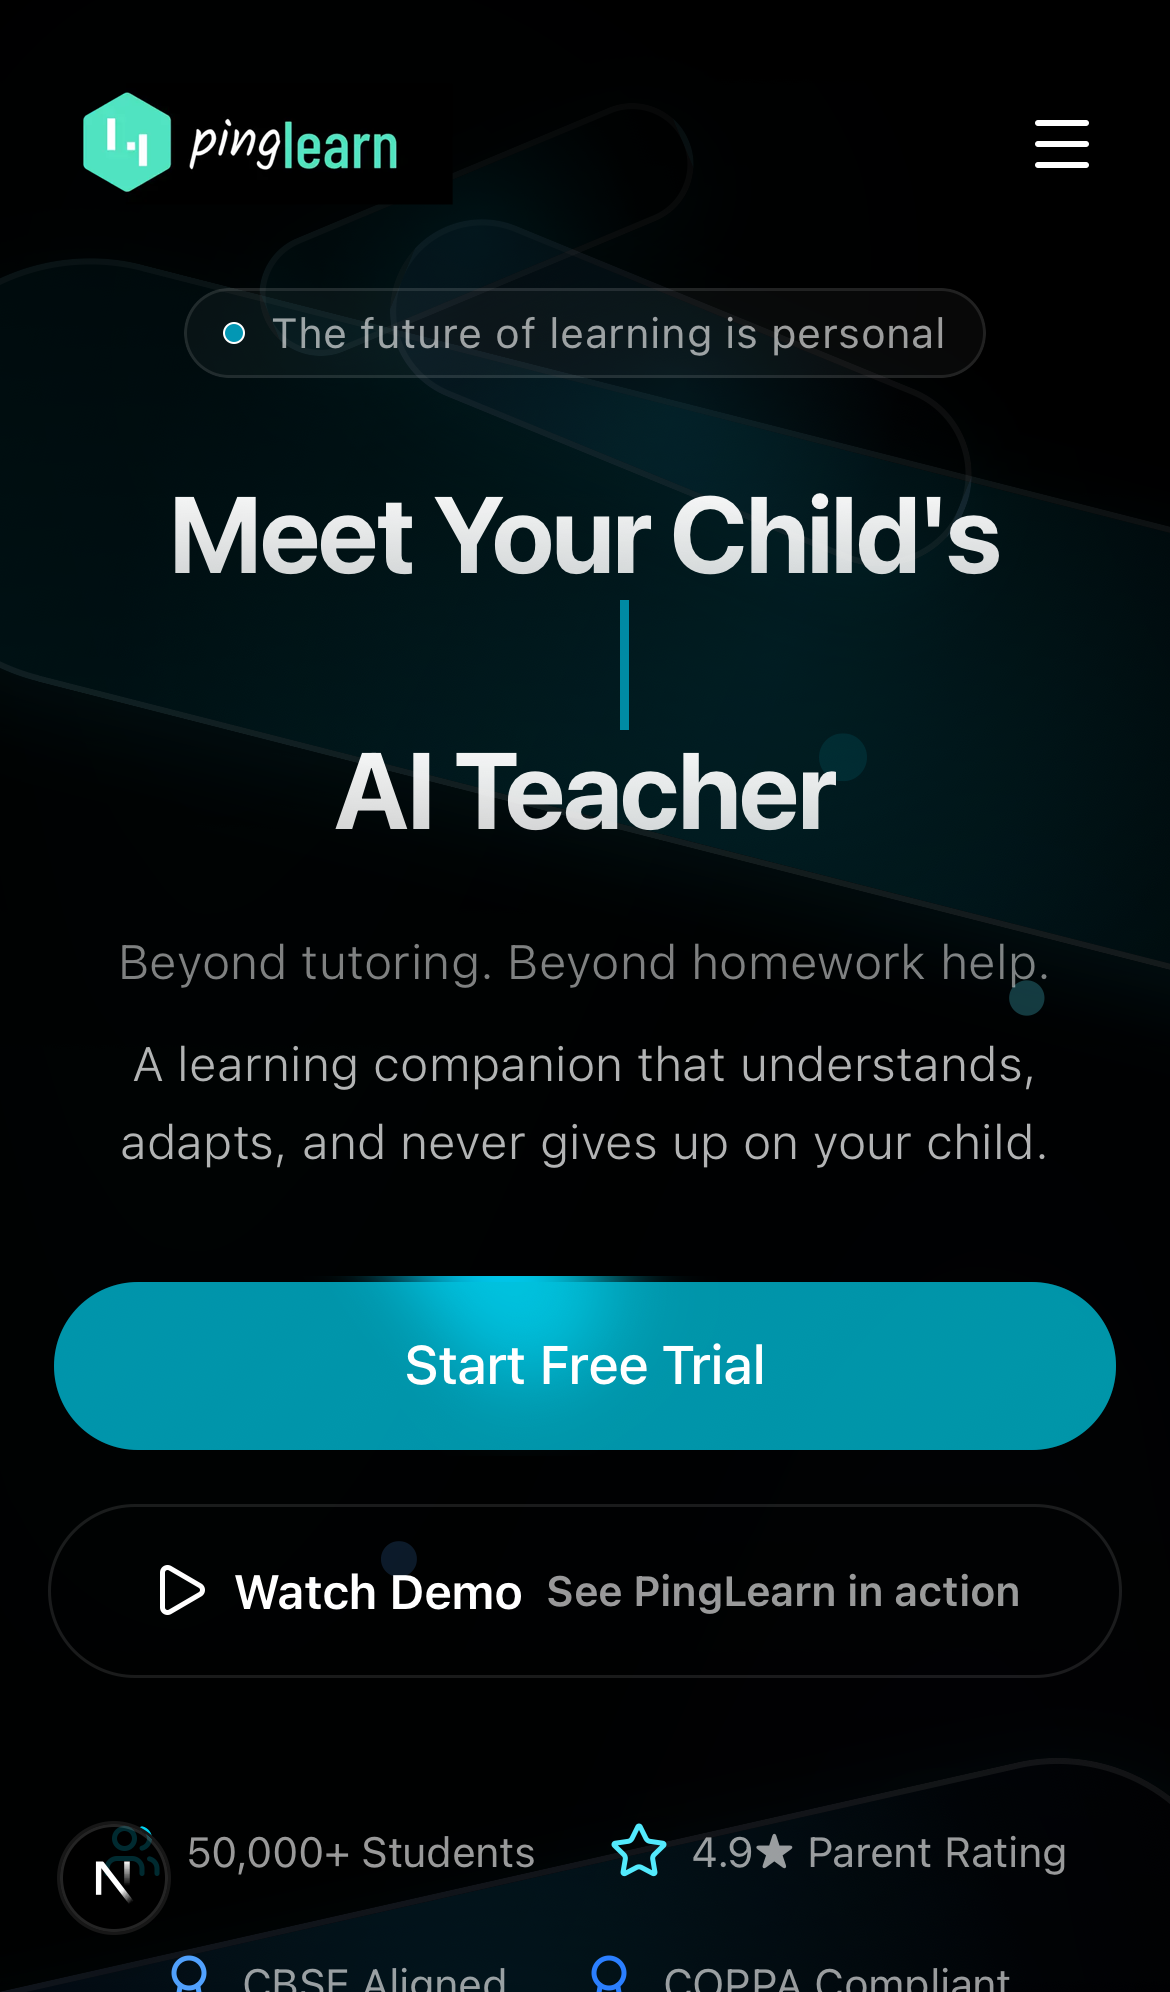 pinglearn
The future of learning is personal
Meet Your Child's
AI Teacher
Beyond tutoring. Beyond homework help.
A learning companion that understands,
adapts, and never gives up on your child.
Start Free Trial
Watch Demo See PingLearn in action
50,000+ Students 4.9★ Parent Rating
N
CBSE Aligned COPPA Compliant